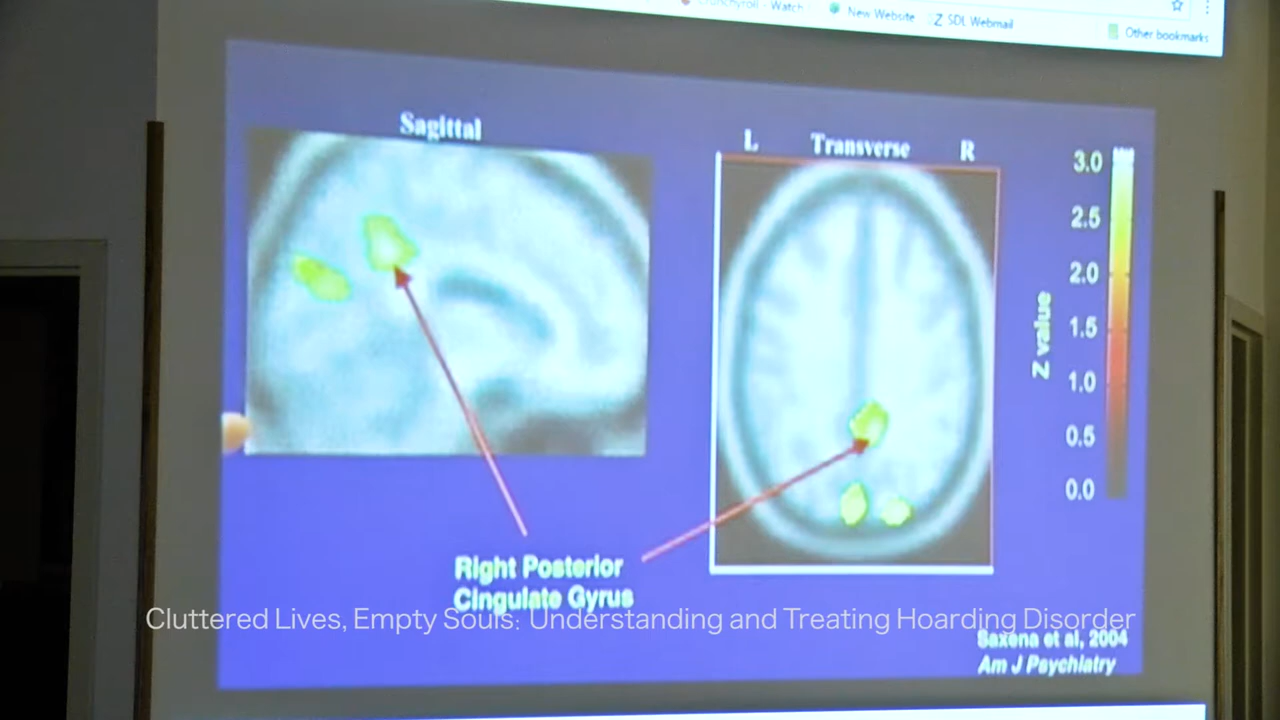 Crunchyroll - Watch
New Website
SDL Webmail
Other bookmarks
Sagittal
L Transverse R
3.0
2.5
2.0
1.5
1.0
0.5
0.0
Z value
Right Posterior
Cingulate Gyrus
Cluttered Lives, Empty Souls: Understanding and Treating Hoarding Disorder
Saxena et al, 2004
Am J Psychiatry